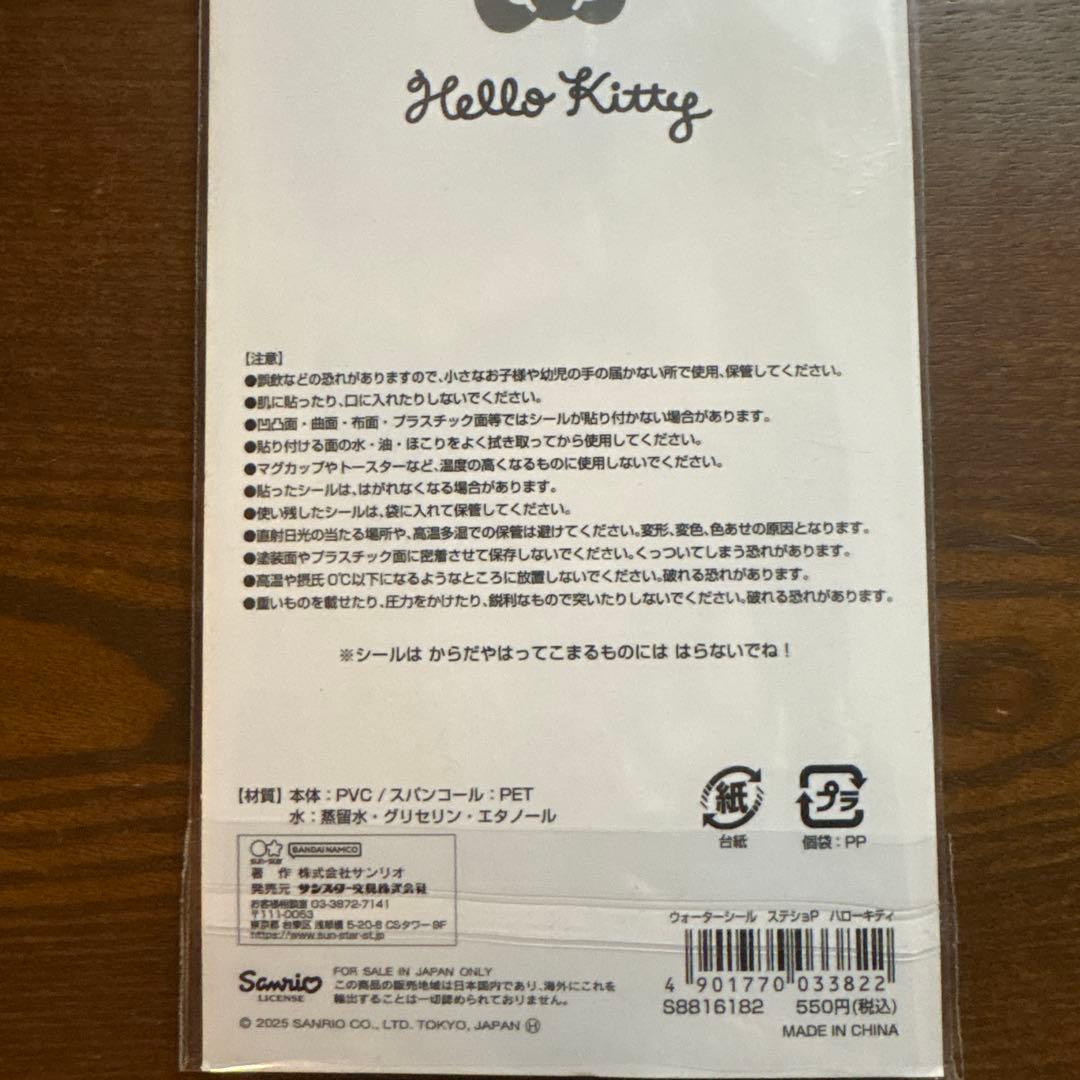 Hello Kitty
【注意】
●誤飲などの恐れがありますので、小さなお子様や幼児の手の届かない所で使用、保管してください。
●肌に貼ったり、口に入れたりしないでください。
●凹凸面・曲面・布面・プラスチック面等ではシールが貼り付かない場合があります。
●貼り付ける面の水・油・ほこりをよく拭き取ってから使用してください。
●マグカップやトースターなど、温度の高くなるものに使用しないでください。
●貼ったシールは、はがれなくなる場合があります。
●使い残したシールは、袋に入れて保管してください。
●直射日光の当たる場所や、高温多湿での保管は避けてください。変形、変色、色あせの原因となります。
●塗装面やプラスチック面に密着させて保存しないでください。くっついてしまう恐れがあります。
●高温や摂氏0℃以下になるようなところに放置しないでください。破れる恐れがあります。
●重いものを載せたり、圧力をかけたり、鋭利なもので突いたりしないでください。破れる恐れがあります。
※シールは からだやはってこまるものには はらないでね!
【材質】本体:PVC / スパンコール:PET
水:蒸留水・グリセリン・エタノール
紙
台紙
プラ
個袋:PP
sun-star BANDAI NAMCO
著 作 株式会社サンリオ
発売元 サンスター文具株式会社
お客様相談室 03-3872-7141
〒111-0053
東京都 台東区 浅草橋 5-20-8 CSタワー9F
https://www.sun-star-st.jp
Sanrio
LICENSE
FOR SALE IN JAPAN ONLY
この商品の販売地域は日本国内であり、海外にこれを
輸出することは一切認められておりません。
© 2025 SANRIO CO., LTD. TOKYO, JAPAN Ⓗ
ウォーターシール ステショP ハローキティ
4 901770 033822
S8816182 550円(税込)
MADE IN CHINA